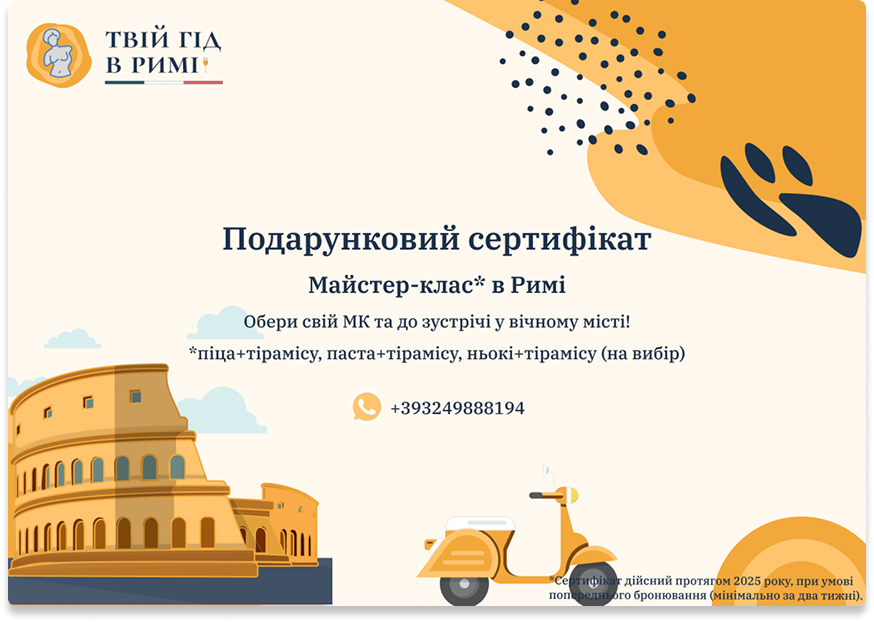 ТВІЙ ГІД
В РИМІ
Подарунковий сертифікат
Майстер-клас* в Римі
Обери свій МК та до зустрічі у вічному місті!
*піца+тірамісу, паста+тірамісу, ньокі+тірамісу (на вибір)
+393249888194
*Сертифікат дійсний протягом 2025 року, при умові
попереднього бронювання (мінімально за два тижні).